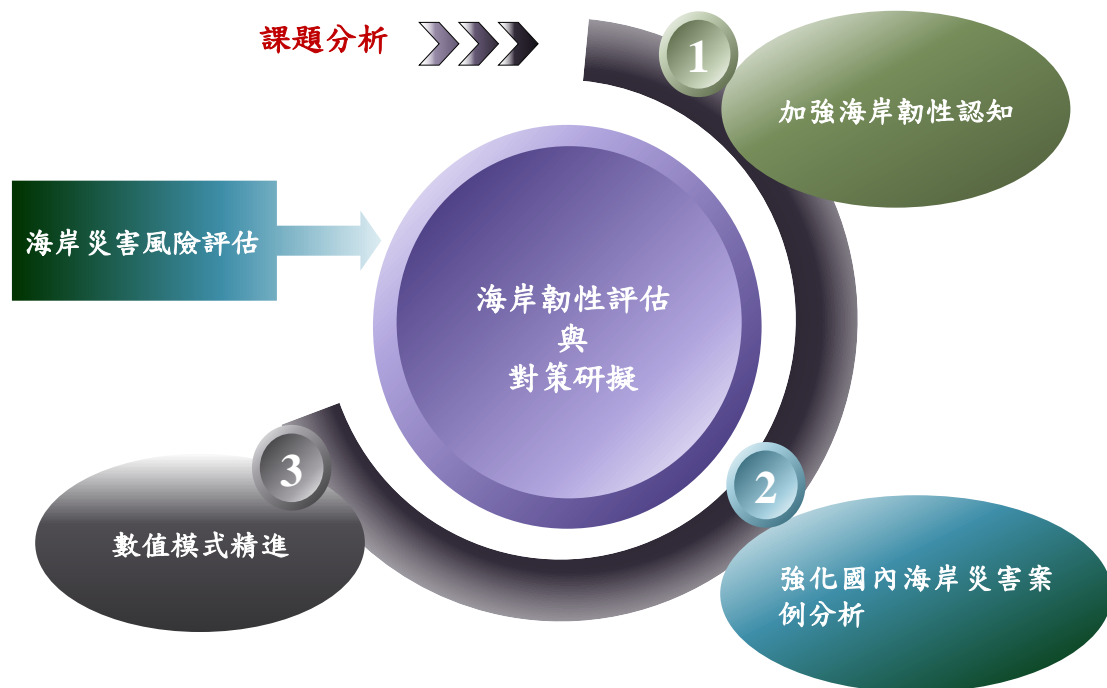 課題分析
1
加強海岸韌性認知
海岸災害風險評估
海岸韌性評估
與
對策研擬
3
數值模式精進
2
強化國內海岸災害案
例分析